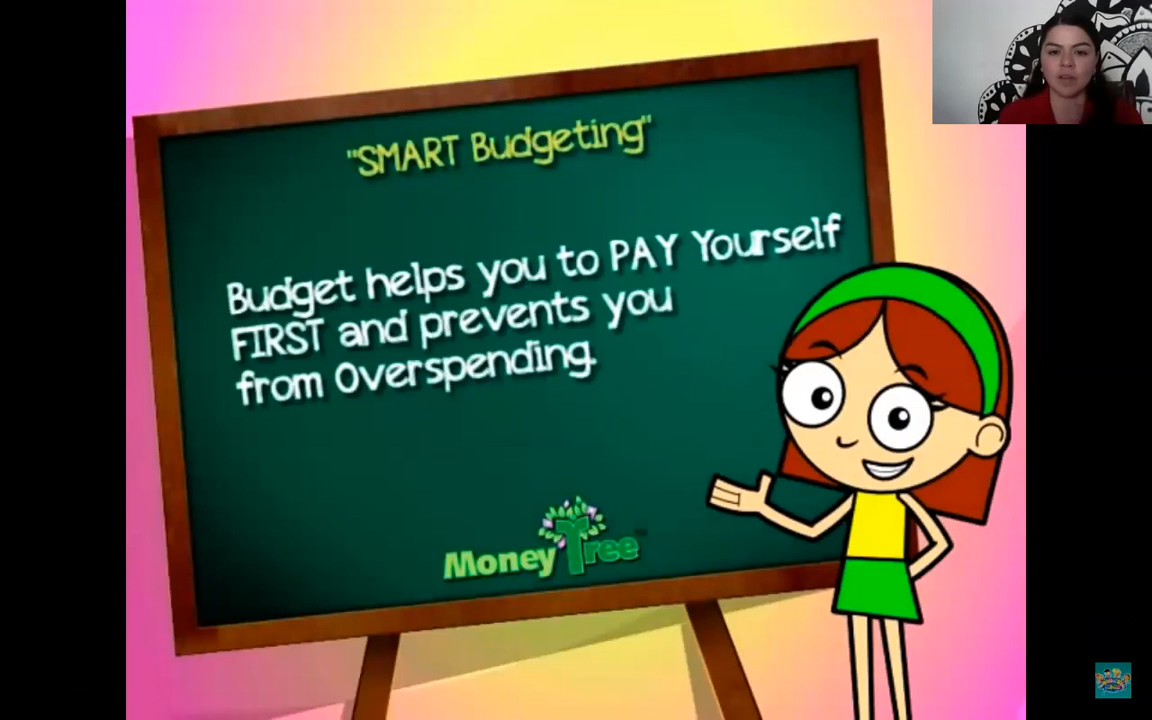 "SMART Budgeting"
Budget helps you to PAY Yourself
FIRST and prevents you
from Overspending.
Money Tree